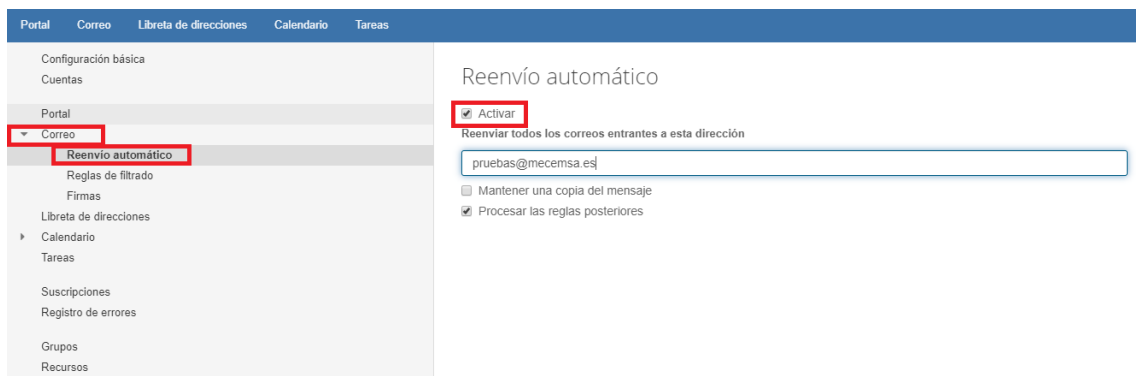 Portal Correo Libreta de direcciones Calendario Tareas
Configuración básica
Cuentas
Portal
Correo
Reenvío automático
Reglas de filtrado
Firmas
Libreta de direcciones
Calendario
Tareas
Suscripciones
Registro de errores
Grupos
Recursos
Reenvío automático
Activar
Reenviar todos los correos entrantes a esta dirección
pruebas@mecemsa.es
Mantener una copia del mensaje
Procesar las reglas posteriores